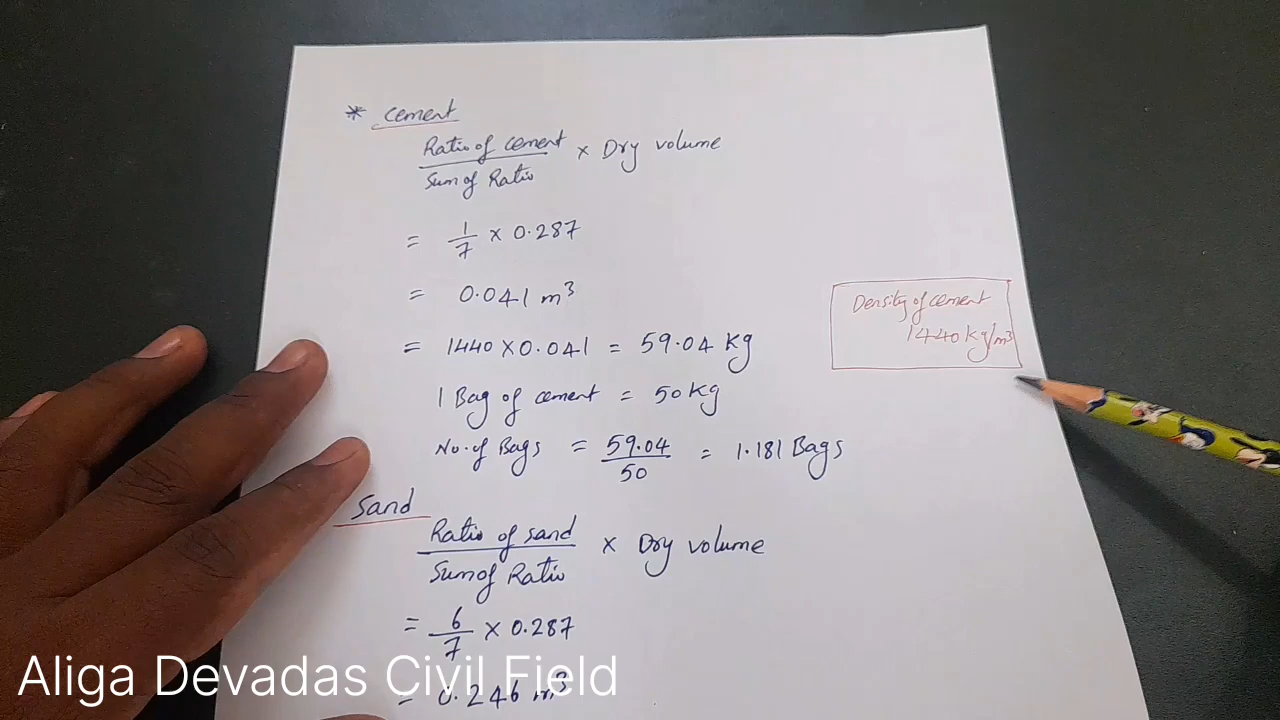 * Cement
Ratio of cement / Sum of Ratio × Dry volume
= 1/7 × 0.287
= 0.041 m³
Density of cement
1440 Kg/m³
= 1440 × 0.041 = 59.04 Kg
1 Bag of cement = 50 Kg
No. of Bags = 59.04/50 = 1.181 Bags
Sand
Ratio of sand / Sum of Ratio × Dry volume
= 6/7 × 0.287
= 0.246 m³
Aliga Devadas Civil Field